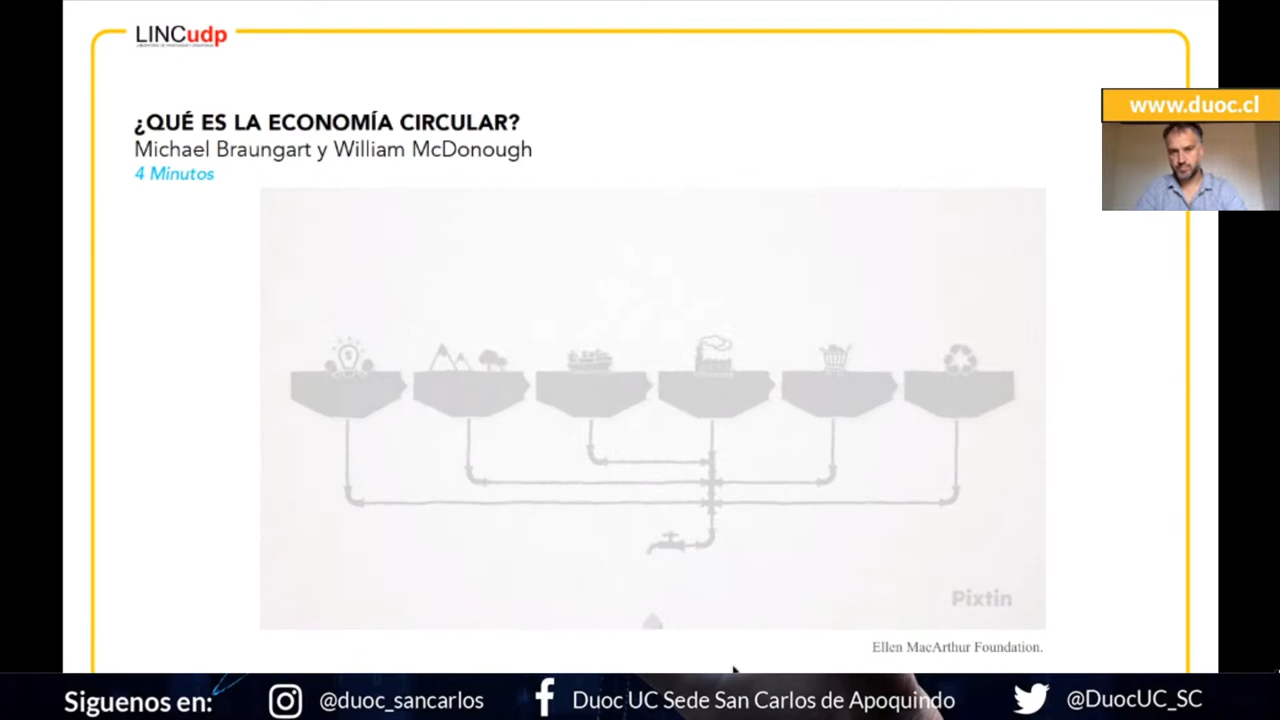 LINCudp
www.duoc.cl
¿QUÉ ES LA ECONOMÍA CIRCULAR?
Michael Braungart y William McDonough
4 Minutos
Pixtin
Ellen MacArthur Foundation.
Siguenos en:
@duoc_sancarlos
Duoc UC Sede San Carlos de Apoquindo
@DuocUC_SC